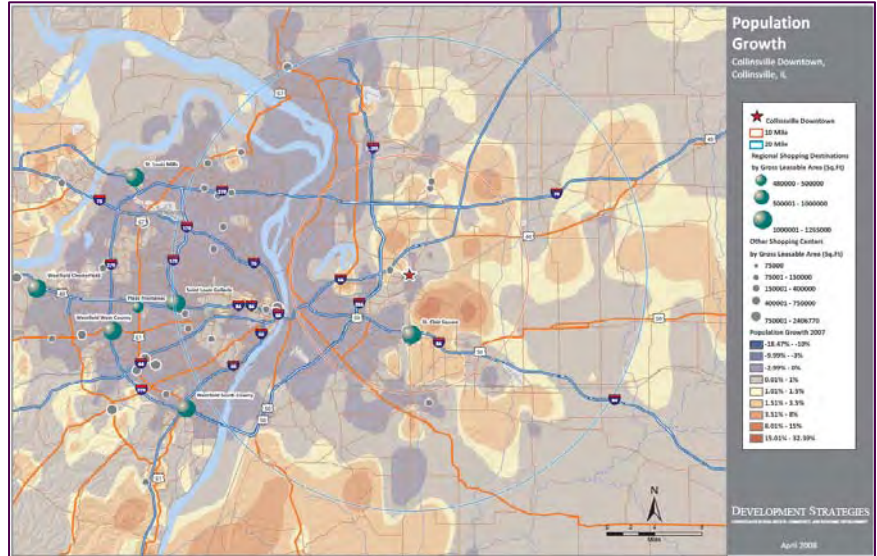 Population
Growth
Collinsville Downtown,
Collinsville, IL
Collinsville Downtown
10 Mile
20 Mile
Regional Shopping Destinations
by Gross Leasable Area (Sq.Ft)
480000 - 500000
500001 - 1000000
1000001 - 1255000
Other Shopping Centers
by Gross Leasable Area (Sq.Ft)
75000
75001 - 150000
150001 - 400000
400001 - 750000
750001 - 2406770
Population Growth 2007
-18.47% - -10%
-9.99% - -3%
-2.99% - 0%
0.01% - 1%
1.01% - 1.5%
1.51% - 3.5%
3.51% - 8%
8.01% - 15%
15.01% - 32.39%
St. Louis Mills
Westfield Chesterfield
Plaza Frontenac
Saint Louis Galleria
Westfield West County
St. Clair Square
Westfield South County
N
Miles
DEVELOPMENT STRATEGIES
April 2008